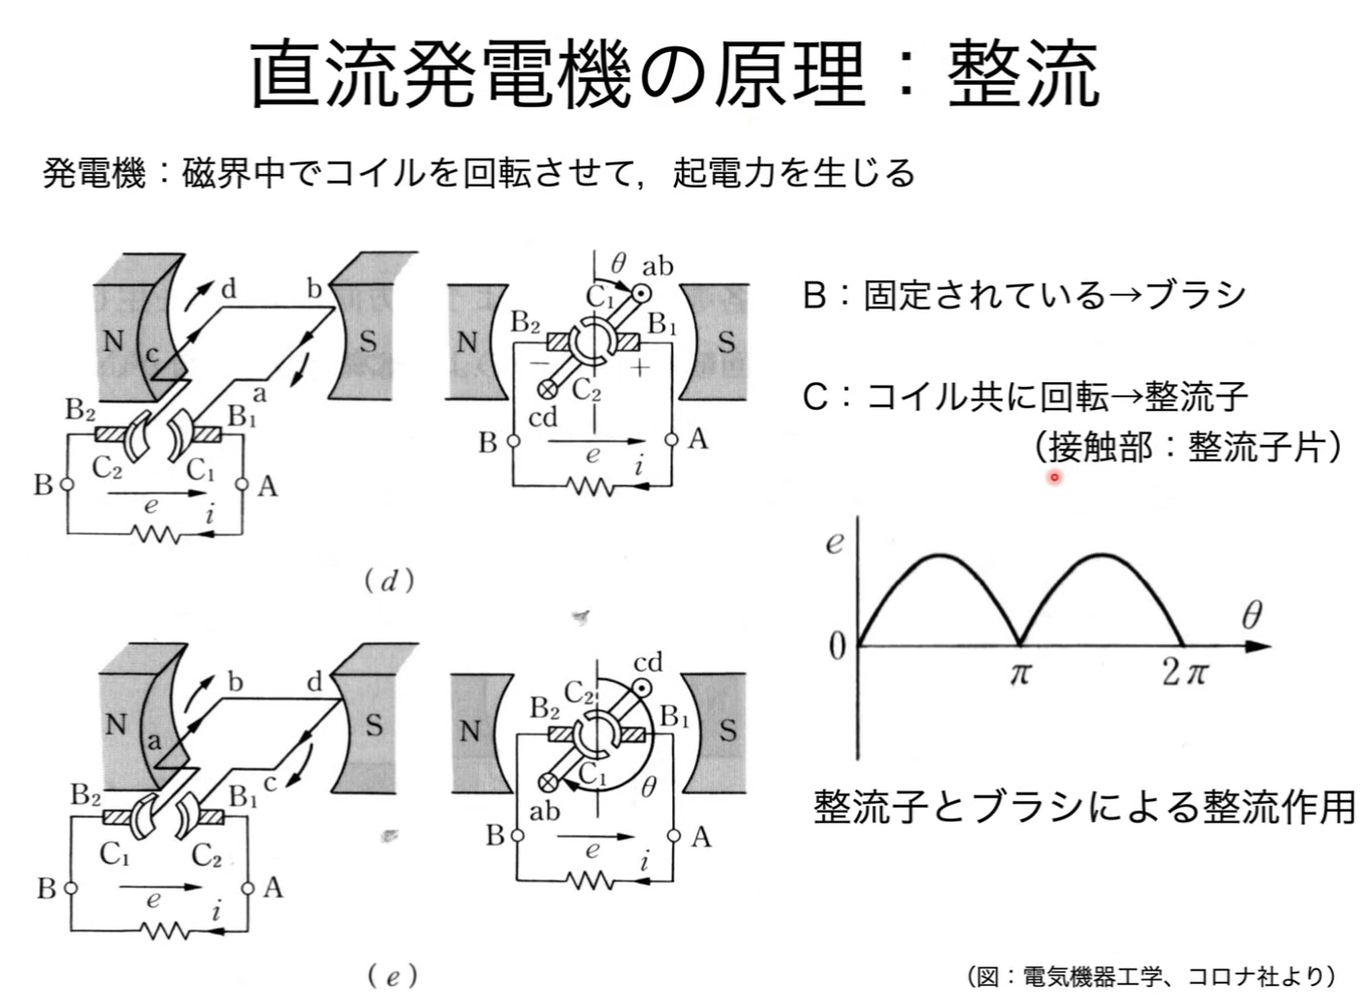 直流発電機の原理：整流
発電機：磁界中でコイルを回転させて，起電力を生じる
N
S
d
b
c
a
B₂
B₁
C₂
C₁
B
A
e
i
N
S
θ
ab
C₁
B₂
B₁
−
+
C₂
cd
B
A
e
i
(d)
N
S
b
d
a
c
B₂
B₁
C₁
C₂
B
A
e
i
N
S
cd
C₂
B₂
B₁
C₁
θ
ab
B
A
e
i
(e)
B：固定されている→ブラシ
C：コイル共に回転→整流子
（接触部：整流子片）
e
θ
0
π
2π
整流子とブラシによる整流作用
（図：電気機器工学、コロナ社より）